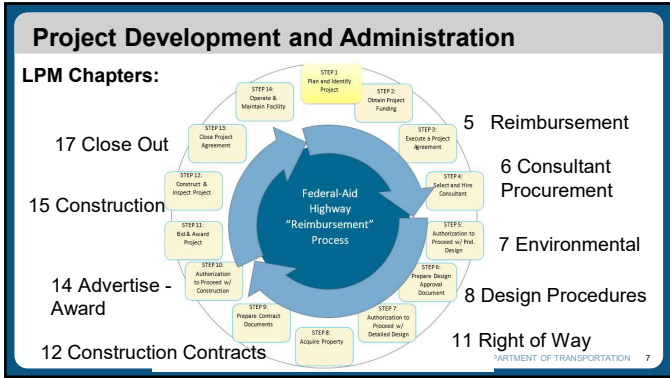 Project Development and Administration
LPM Chapters:
STEP 1
Plan and Identify
Project
STEP 2:
Obtain Project
Funding
STEP 3:
Execute a Project
Agreement
STEP 4:
Select and Hire
Consultant
STEP 5:
Authorization to
Proceed w/ Prel.
Design
STEP 6:
Prepare Design
Approval
Document
STEP 7:
Authorization to
Proceed w/
Detailed Design
STEP 8:
Acquire Property
STEP 9:
Prepare Contract
Documents
STEP 10:
Authorization
to Proceed w/
Construction
STEP 11:
Bid & Award
Project
STEP 12:
Construct &
Inspect Project
STEP 13:
Close Project
Agreement
STEP 14:
Operate &
Maintain Facility
Federal-Aid
Highway
“Reimbursement”
Process
5 Reimbursement
6 Consultant
Procurement
7 Environmental
8 Design Procedures
11 Right of Way
12 Construction Contracts
14 Advertise -
Award
15 Construction
17 Close Out
PARTMENT OF TRANSPORTATION 7